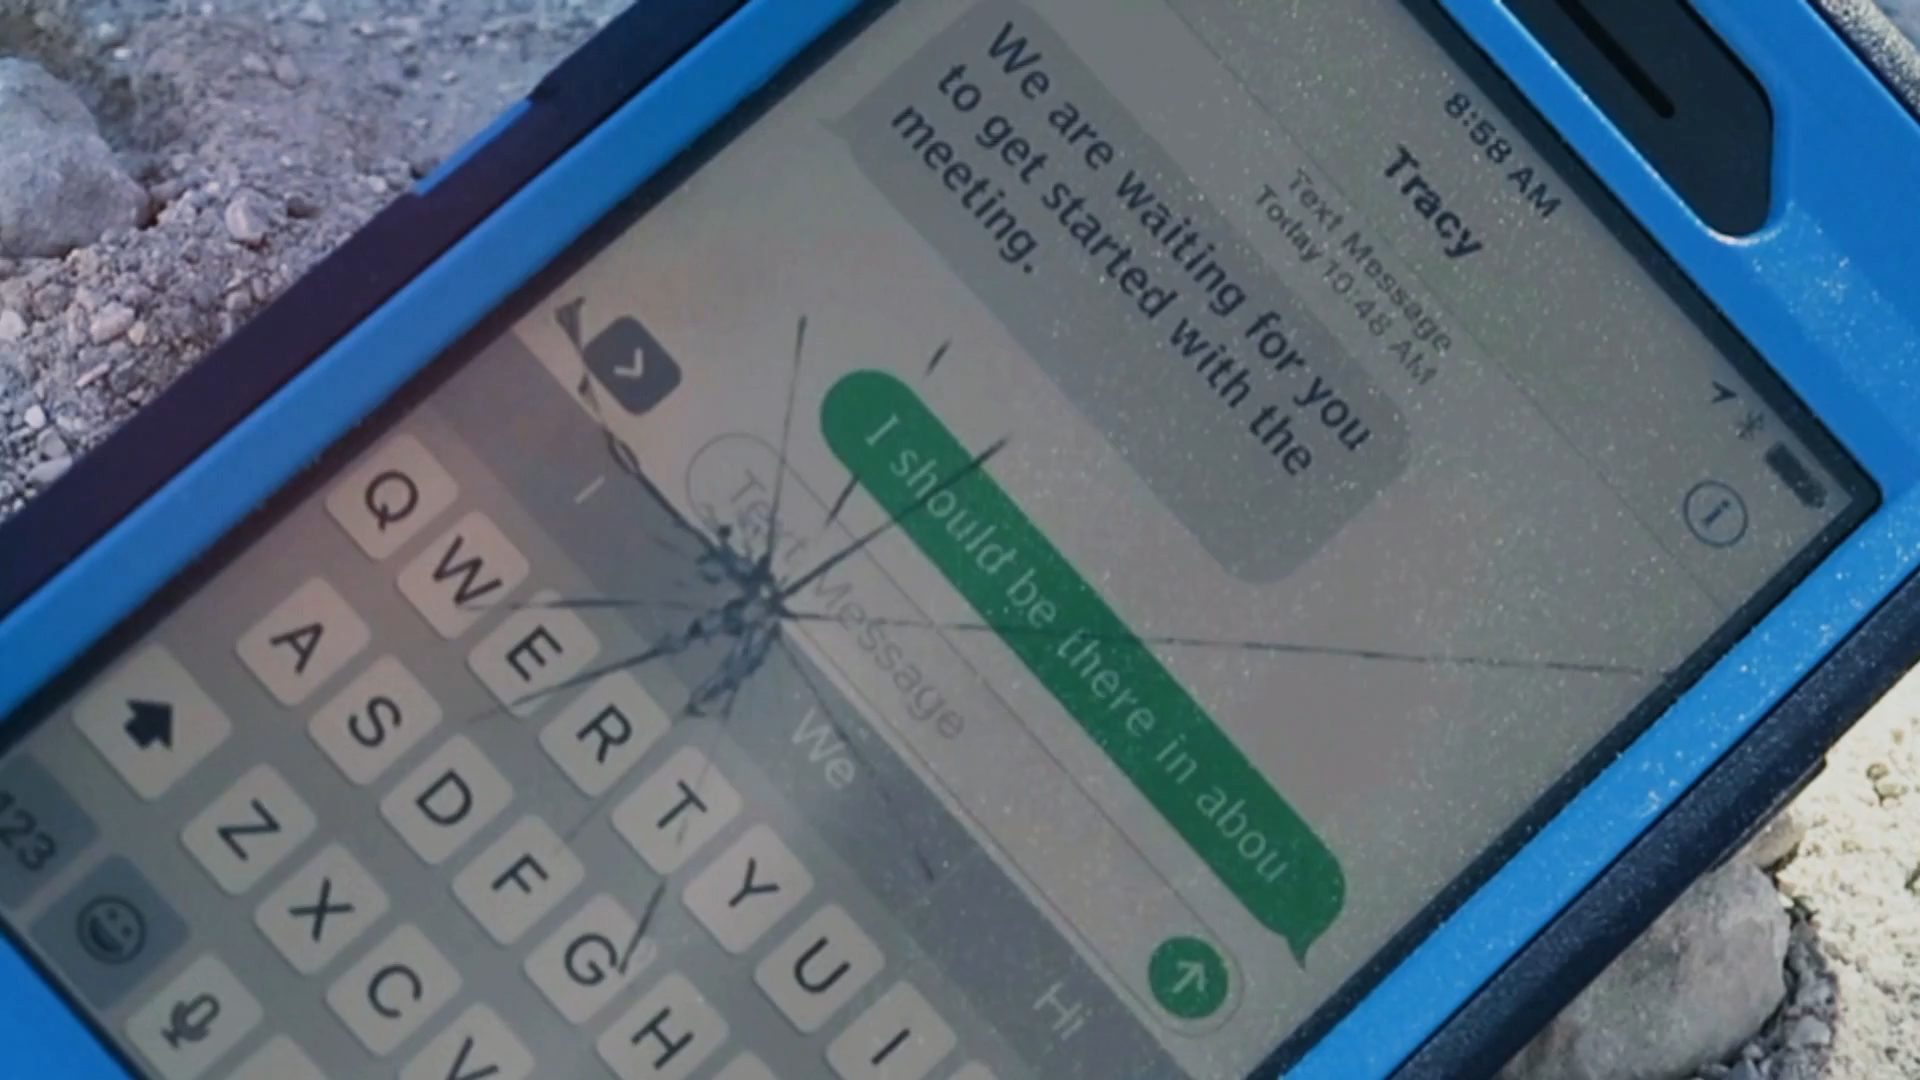 8:58 AM
Tracy
Text Message
Today 10:48 AM
We are waiting for you
to get started with the
meeting.
I should be there in abou
Text Message
I We Hi
Q W E R T Y U I
A S D F G H
Z X C V
123